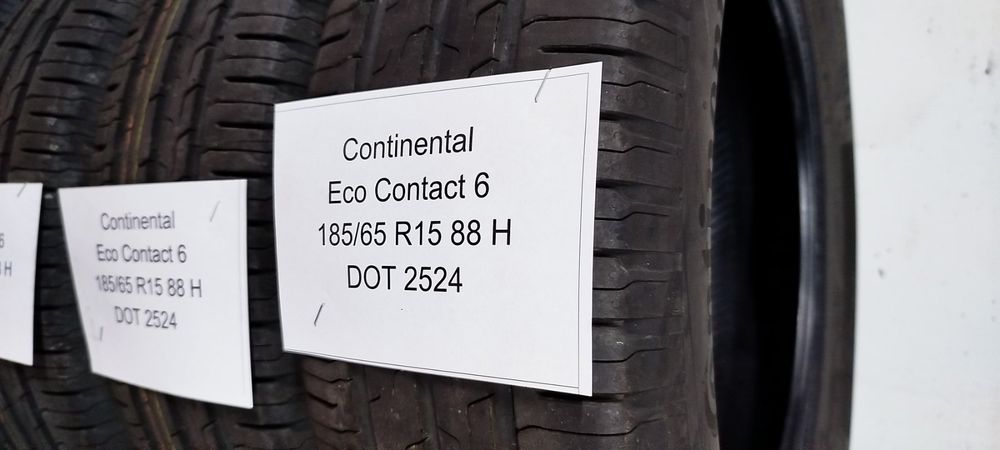 Continental
Eco Contact 6
185/65 R15 88 H
DOT 2524
Continental
Eco Contact 6
185/65 R15 88 H
DOT 2524
6
H